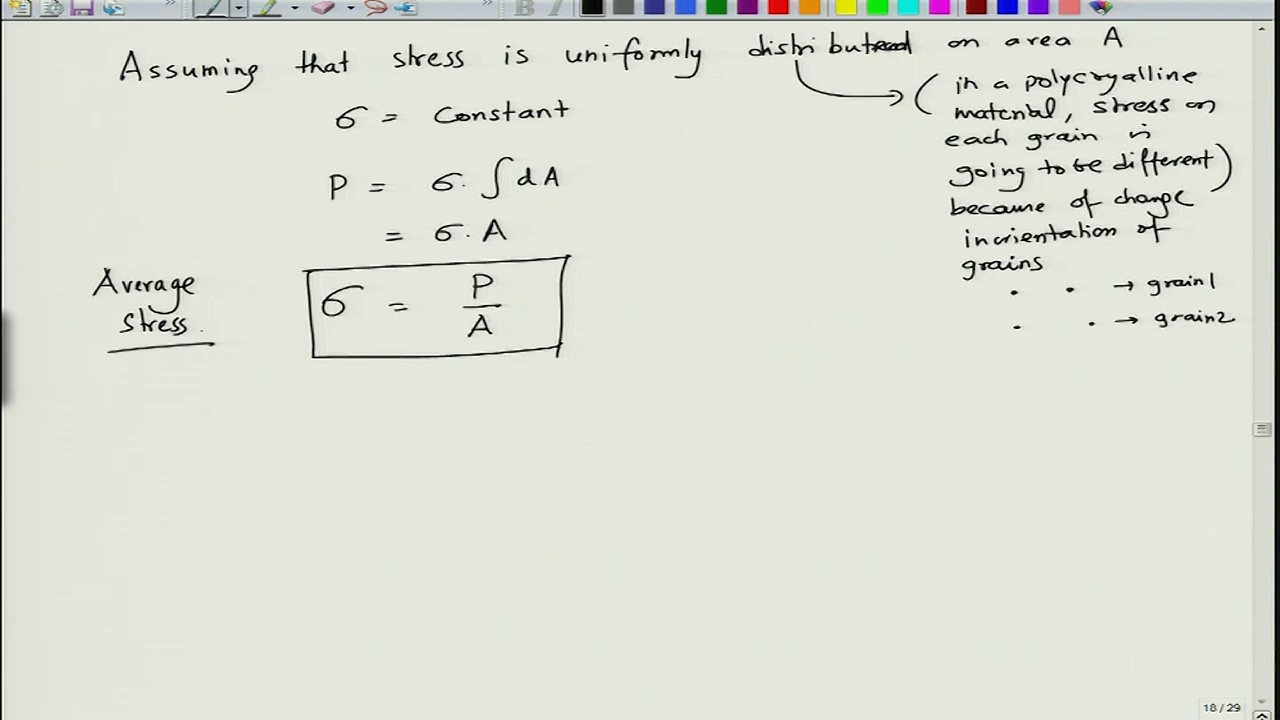 Assuming that stress is uniformly distributed on area A
(in a polycryalline
material, stress on
each grain is
going to be different)
because of change
in orientation of
grains
. . → grain1
. . → grain2
σ = constant
P = σ. ∫dA
= σ. A
Average
stress.
σ = P/A
18 / 29